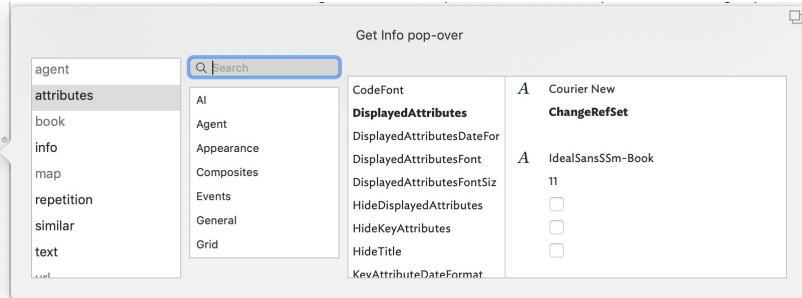 Get Info pop-over
agent
attributes
book
info
map
repetition
similar
text
url
Search
AI
Agent
Appearance
Composites
Events
General
Grid
CodeFont A Courier New
DisplayedAttributes ChangeRefSet
DisplayedAttributesDateFor
DisplayedAttributesFont A IdealSansSSm-Book
DisplayedAttributesFontSiz 11
HideDisplayedAttributes
HideKeyAttributes
HideTitle
KeyAttributeDateFormat